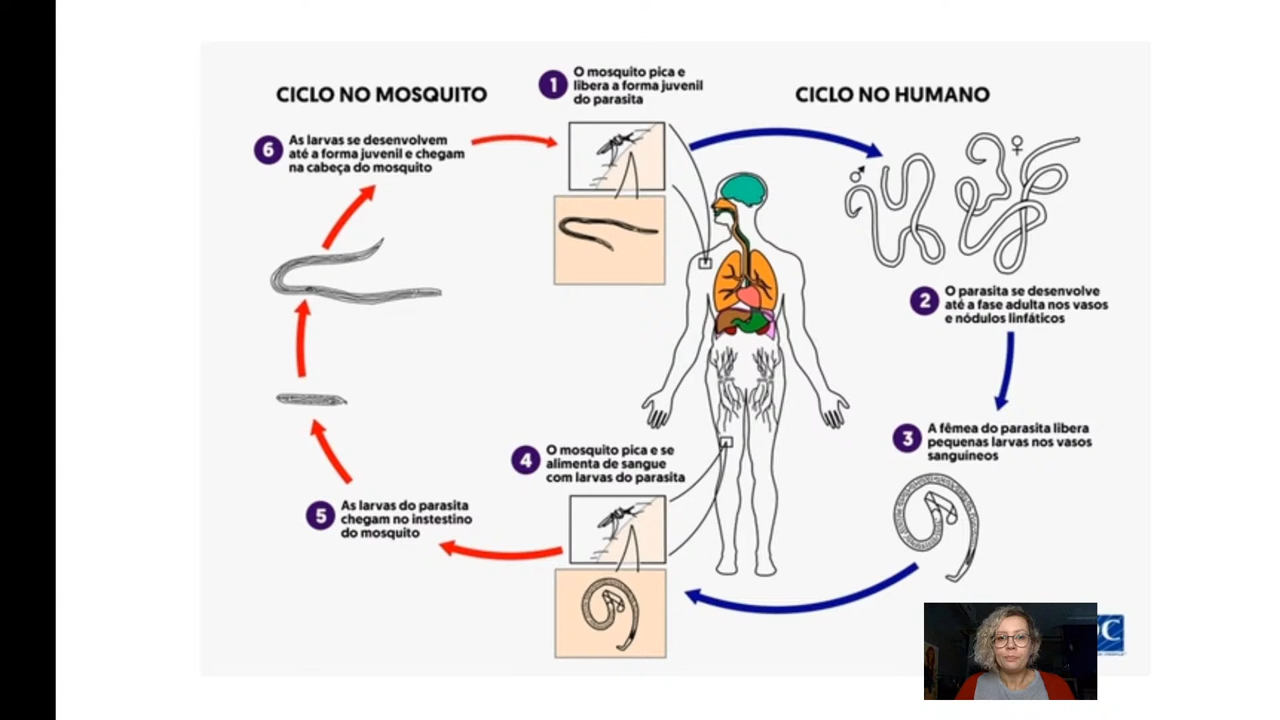 CICLO NO MOSQUITO
1
O mosquito pica e
libera a forma juvenil
do parasita
CICLO NO HUMANO
6
As larvas se desenvolvem
até a forma juvenil e chegam
na cabeça do mosquito
♂
♀
2
O parasita se desenvolve
até a fase adulta nos vasos
e nódulos linfáticos
3
A fêmea do parasita libera
pequenas larvas nos vasos
sanguíneos
4
O mosquito pica e se
alimenta de sangue
com larvas do parasita
5
As larvas do parasita
chegam no instestino
do mosquito